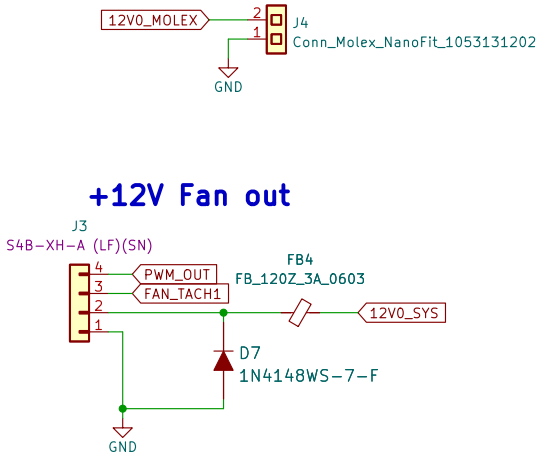 12V0_MOLEX
2
1
J4
Conn_Molex_NanoFit_1053131202
GND
+12V Fan out
J3
S4B-XH-A (LF)(SN)
4
3
2
1
PWM_OUT
FAN_TACH1
FB4
FB_120Z_3A_0603
12V0_SYS
D7
1N4148WS-7-F
GND